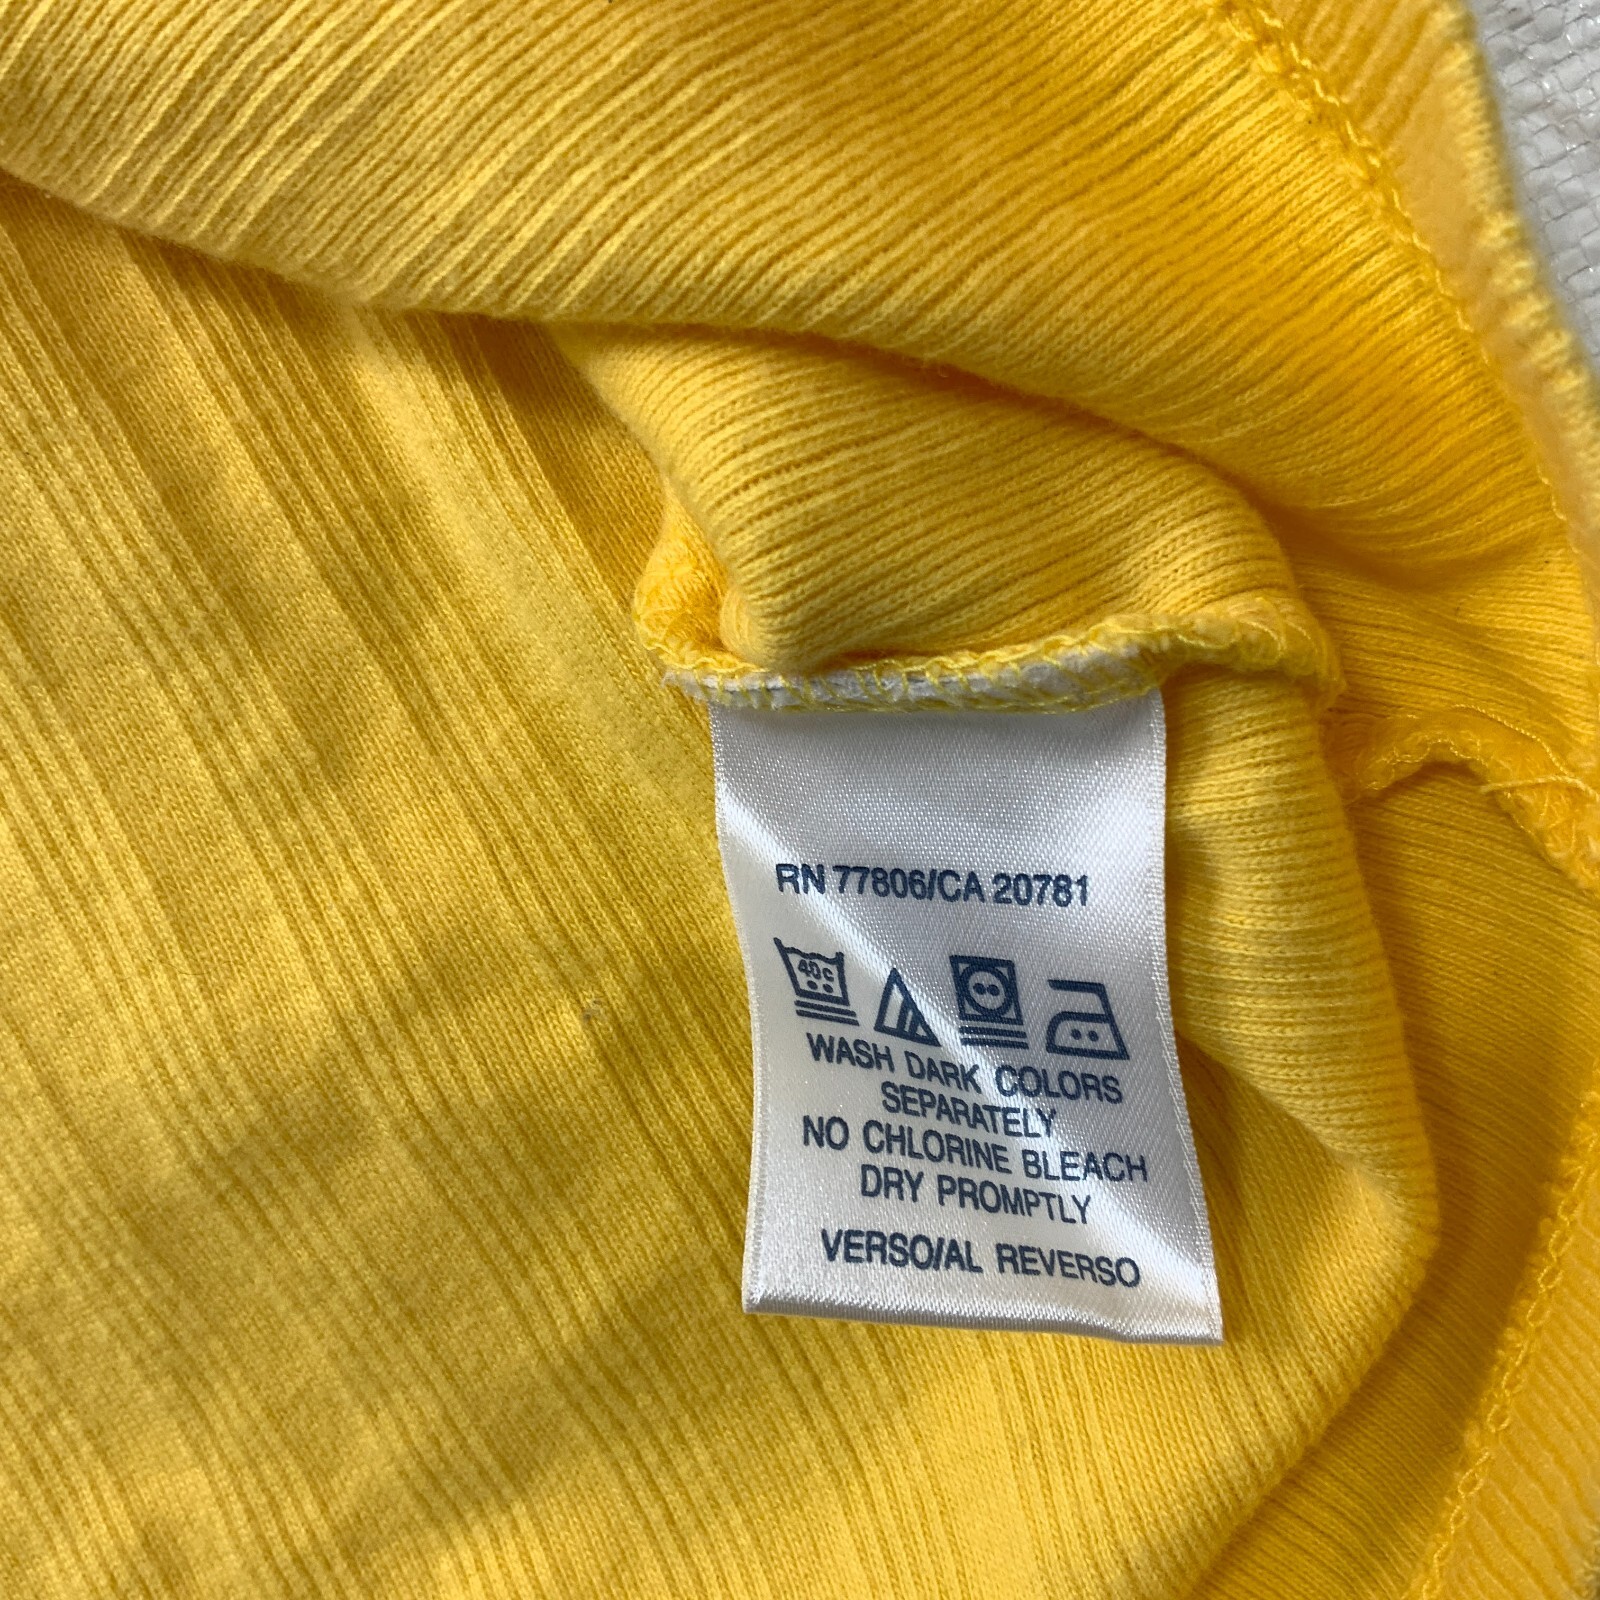 RN 77806/CA 20781
40c
WASH DARK COLORS
SEPARATELY
NO CHLORINE BLEACH
DRY PROMPTLY
VERSO/AL REVERSO